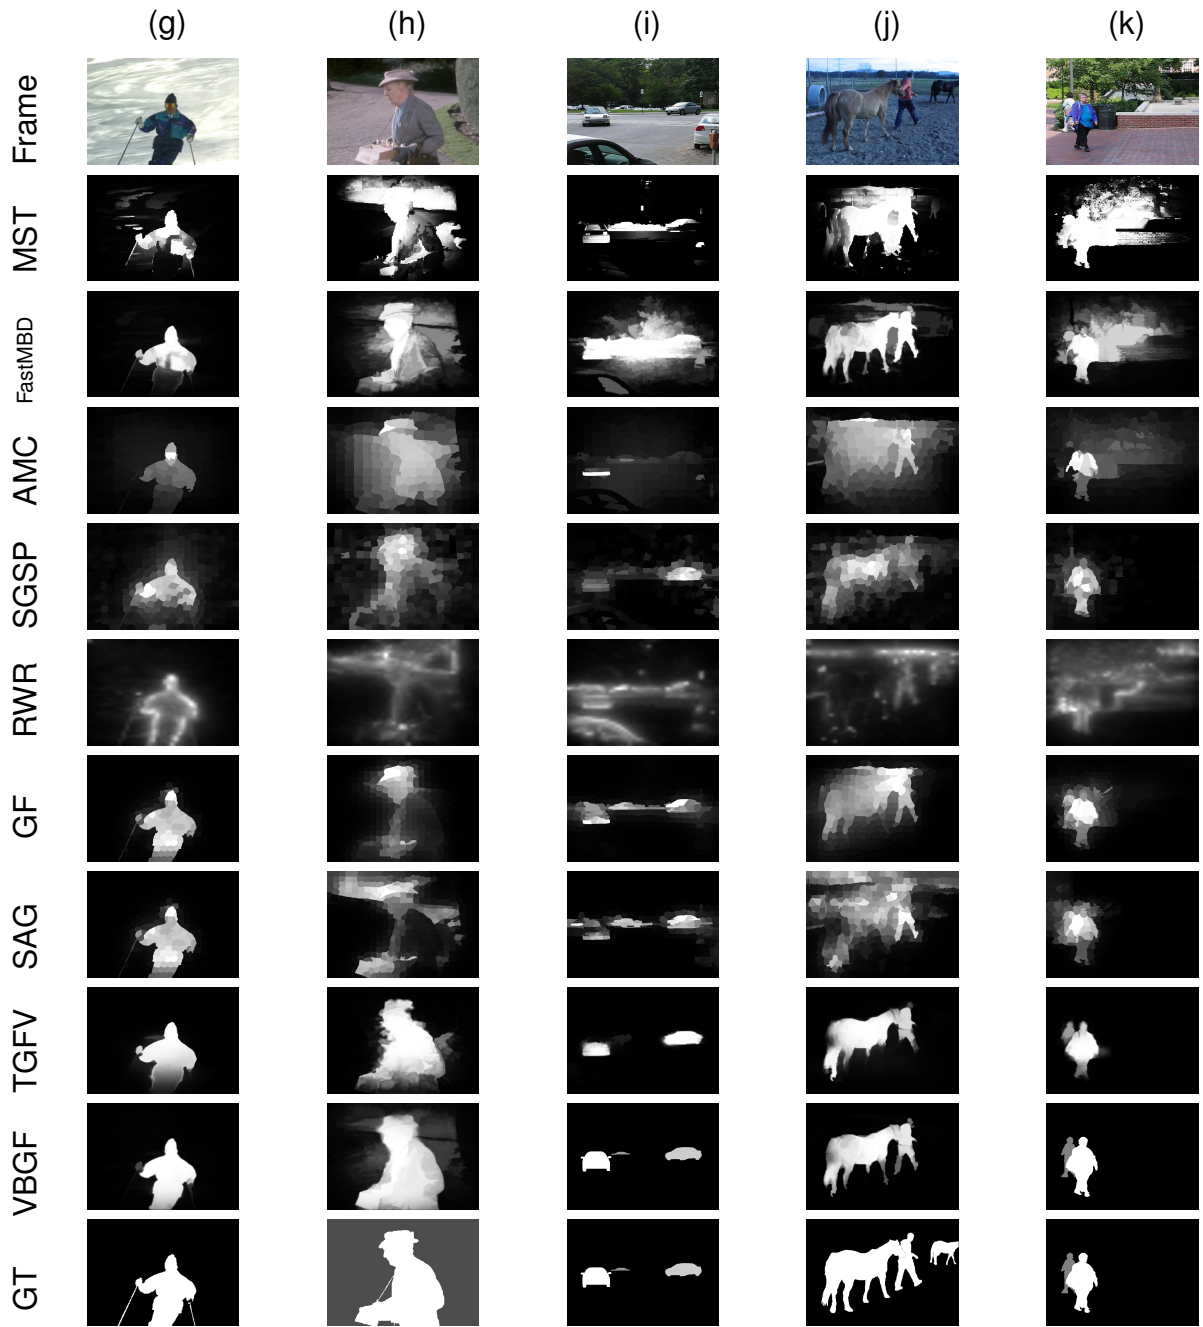 (g) (h) (i) (j) (k)
Frame
MST
FastMBD
AMC
SGSP
RWR
GF
SAG
TGFV
VBGF
GT